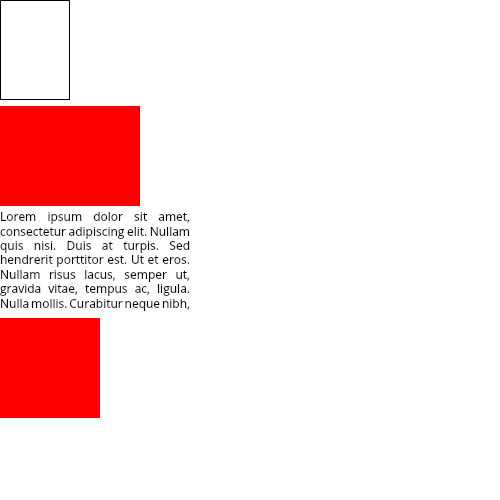 Lorem ipsum dolor sit amet,
consectetur adipiscing elit. Nullam
quis nisi. Duis at turpis. Sed
hendrerit porttitor est. Ut et eros.
Nullam risus lacus, semper ut,
gravida vitae, tempus ac, ligula.
Nulla mollis. Curabitur neque nibh,